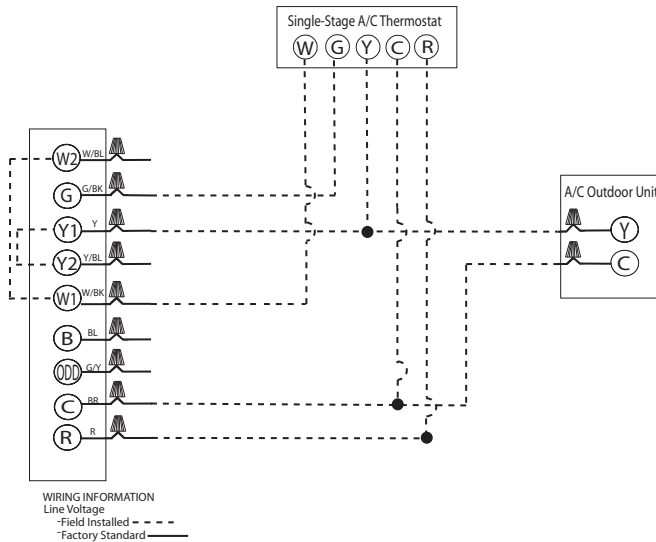 Single-Stage A/C Thermostat
W G Y C R
W2 W/BL
G G/BK
Y1 Y
Y2 Y/BL
W1 W/BK
B BL
ODD G/Y
C BR
R R
A/C Outdoor Unit
Y
C
WIRING INFORMATION
Line Voltage
-Field Installed
-Factory Standard